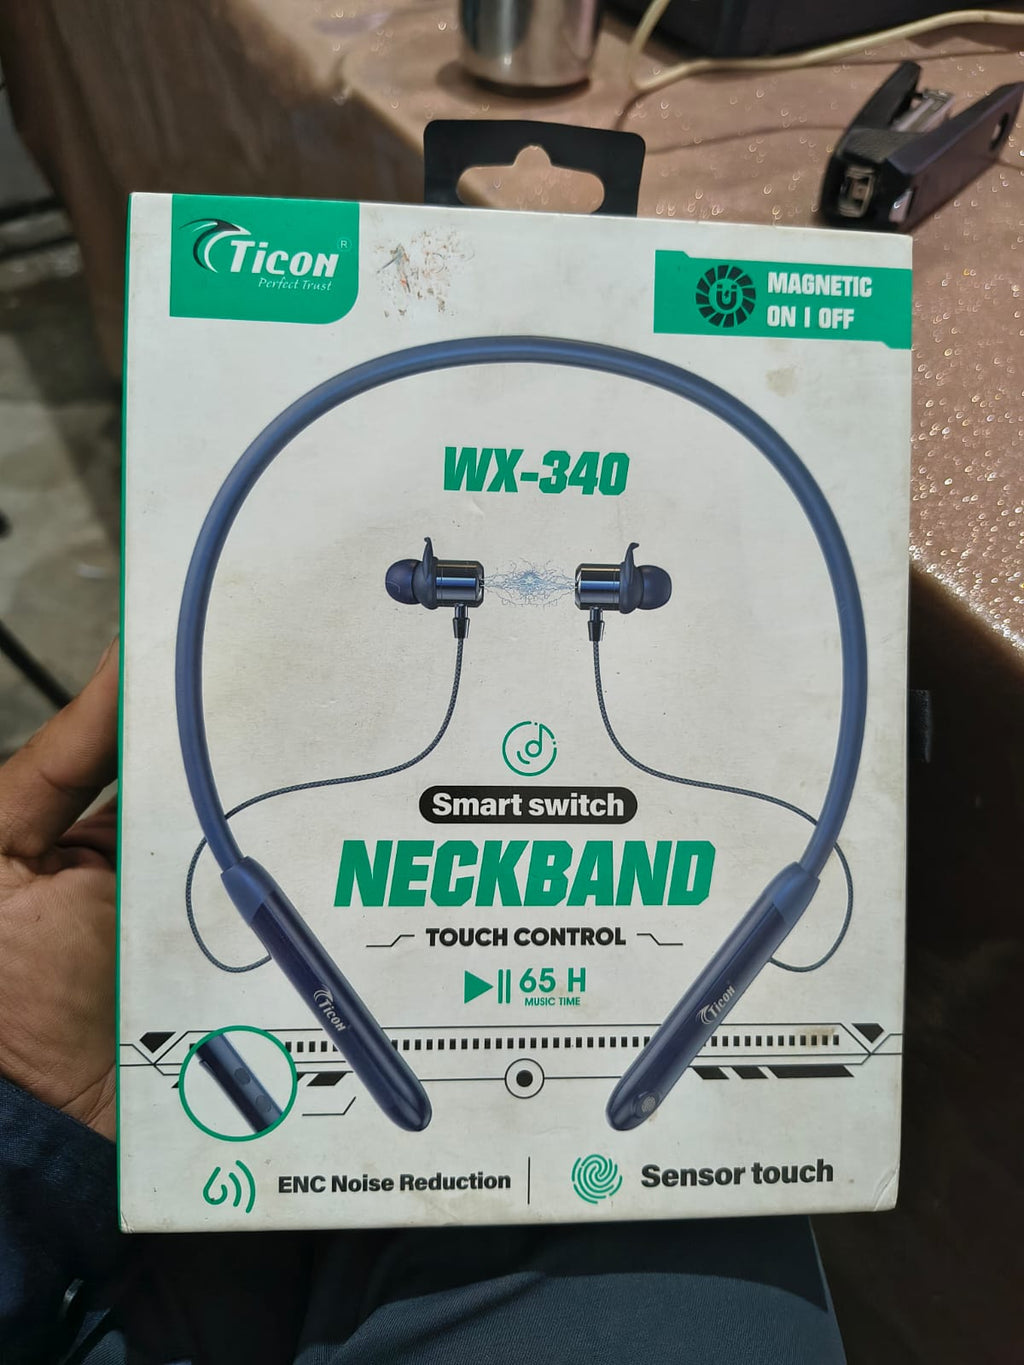 Ticon ®
Perfect Trust
MAGNETIC
ON | OFF
WX-340
Smart switch
NECKBAND
TOUCH CONTROL
65 H
MUSIC TIME
Ticon
Ticon
ENC Noise Reduction
Sensor touch